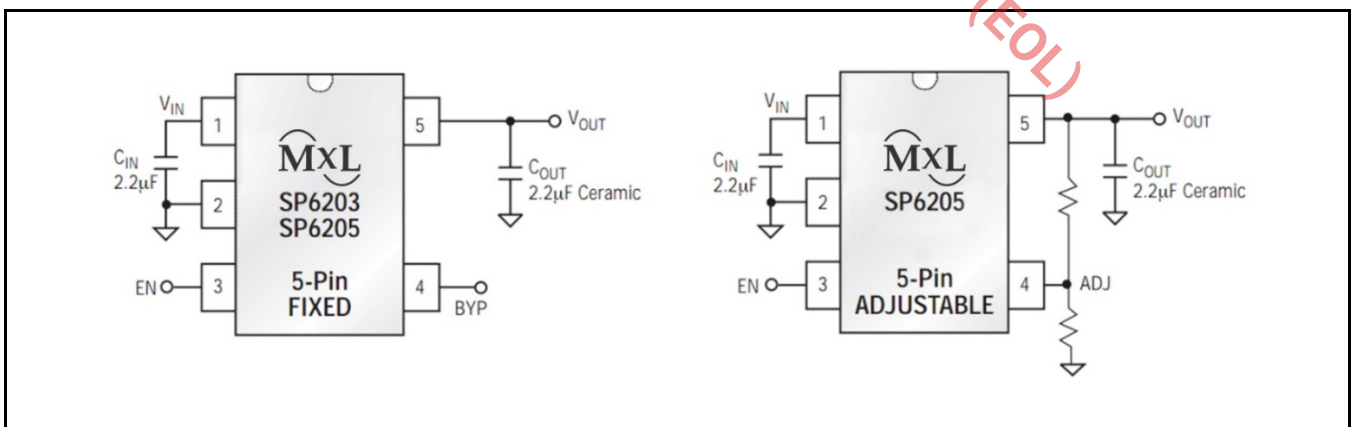 (EOL)
VIN
1
CIN
2.2µF
2
EN
3
MxL
SP6203
SP6205
5-Pin
FIXED
5
VOUT
COUT
2.2µF Ceramic
4
BYP
VIN
1
CIN
2.2µF
2
EN
3
MxL
SP6205
5-Pin
ADJUSTABLE
5
VOUT
COUT
2.2µF Ceramic
4
ADJ